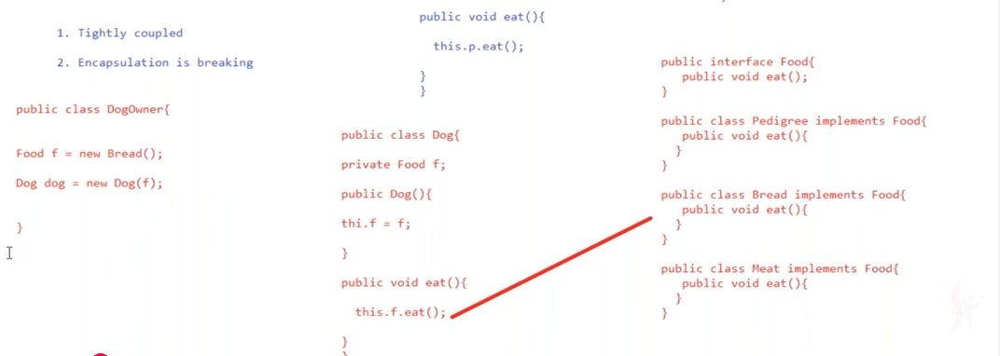 1. Tightly coupled
2. Encapsulation is breaking
public class DogOwner{
Food f = new Bread();
Dog dog = new Dog(f);
}
public void eat(){
this.p.eat();
}
}
public class Dog{
private Food f;
public Dog(){
thi.f = f;
}
public void eat(){
this.f.eat();
}
}
public interface Food{
public void eat();
}
public class Pedigree implements Food{
public void eat(){
}
}
public class Bread implements Food{
public void eat(){
}
}
public class Meat implements Food{
public void eat(){
}
}